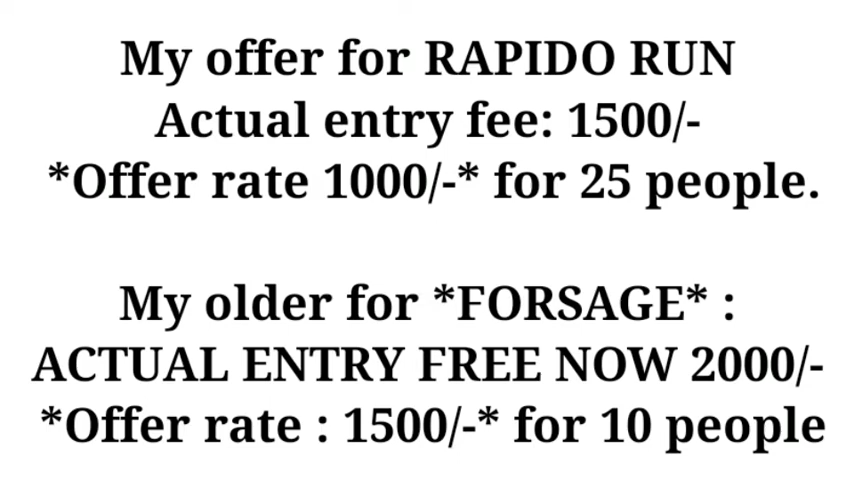 My offer for RAPIDO RUN
Actual entry fee: 1500/-
*Offer rate 1000/-* for 25 people.
My older for *FORSAGE* :
ACTUAL ENTRY FREE NOW 2000/-
*Offer rate : 1500/-* for 10 people